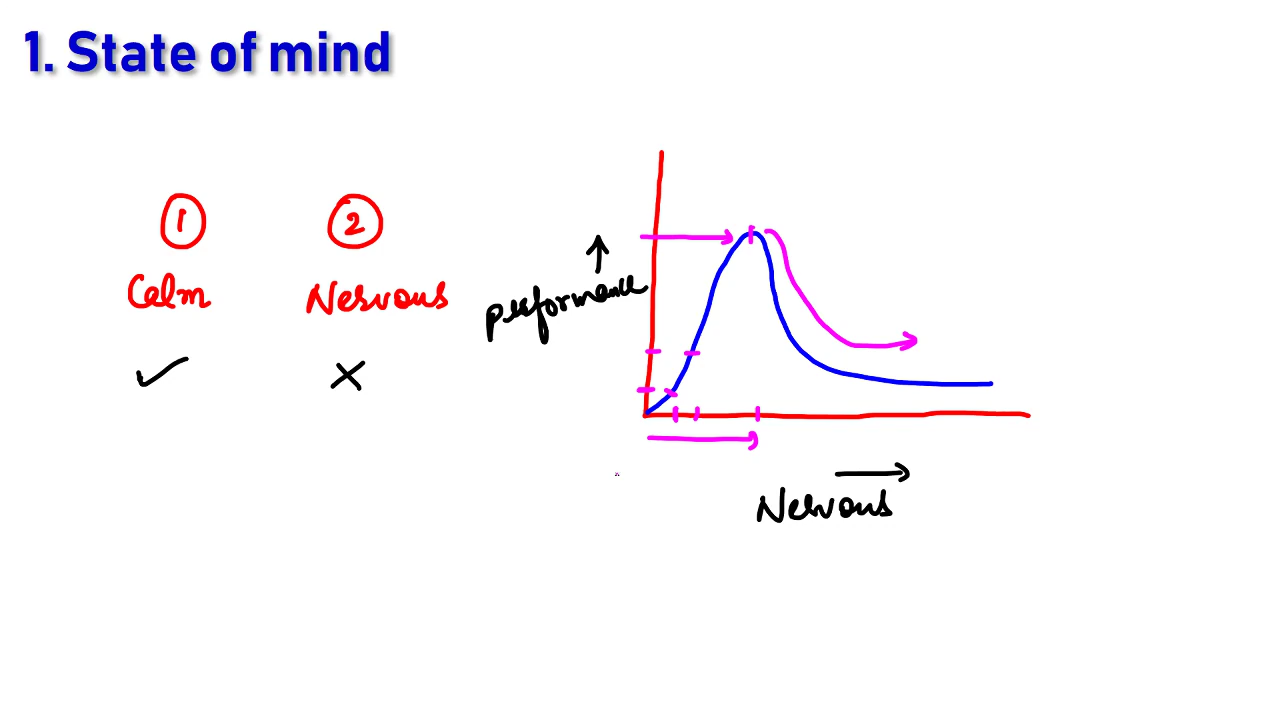 1. State of mind
1 2
Calm Nervous
performance
Nervous